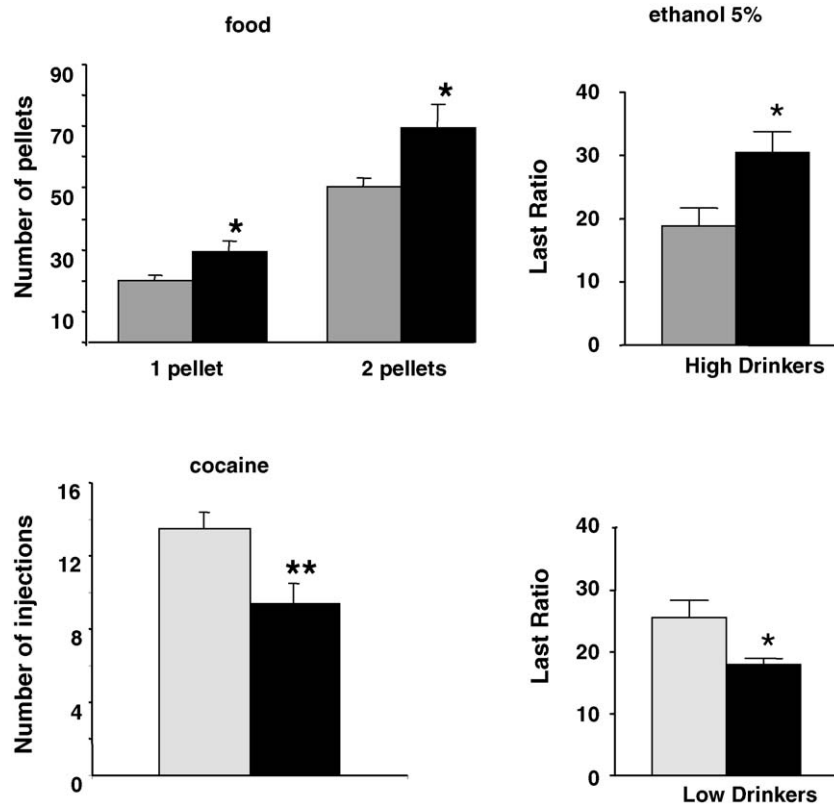 food
Number of pellets
90
70
50
30
10
*
*
1 pellet
2 pellets
ethanol 5%
Last Ratio
40
30
20
10
0
*
High Drinkers
cocaine
Number of injections
16
12
8
4
0
**
Last Ratio
40
30
20
10
0
*
Low Drinkers